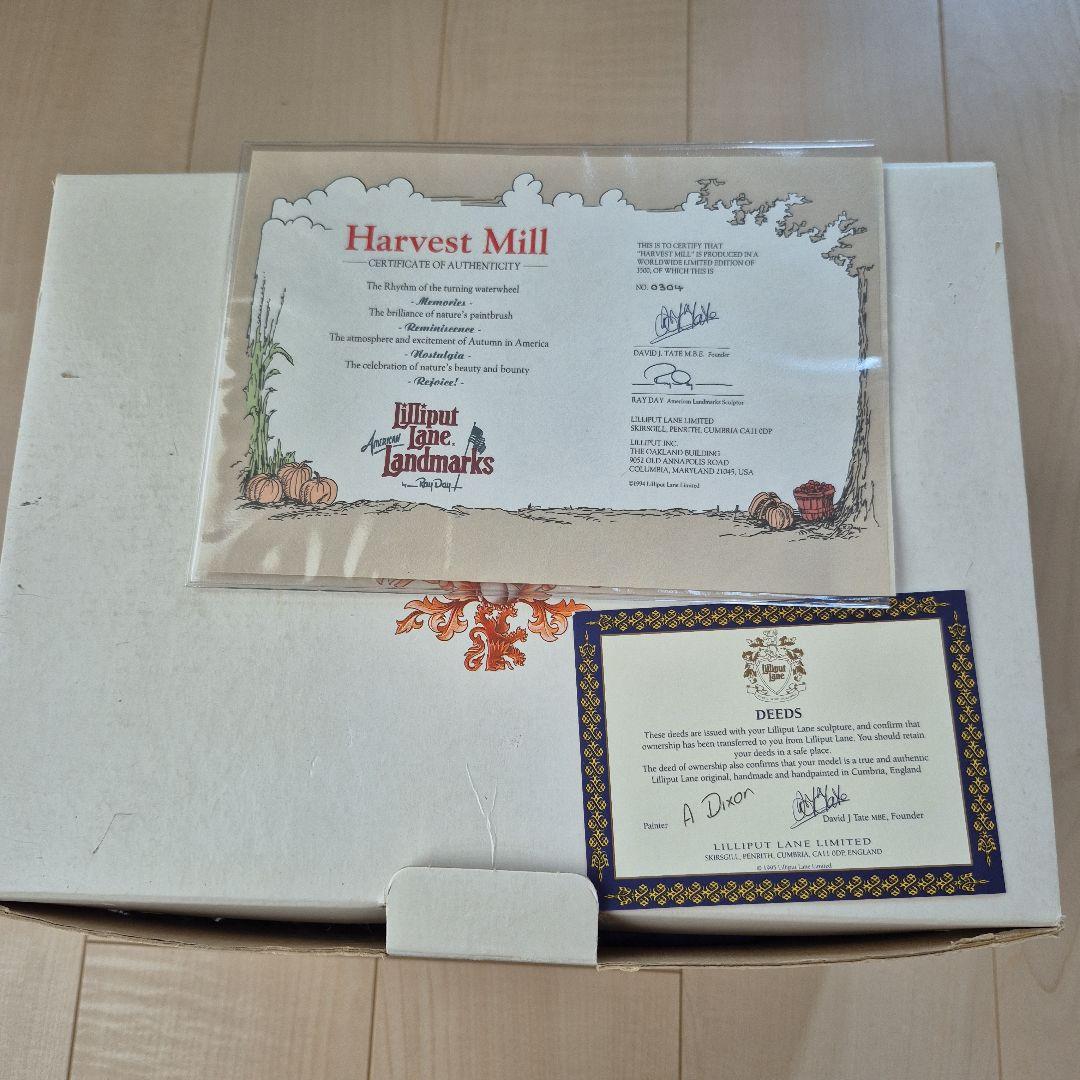 Harvest Mill
CERTIFICATE OF AUTHENTICITY
The Rhythm of the turning waterwheel
- Memories -
The brilliance of nature's paintbrush
- Reminiscence -
The atmosphere and excitement of Autumn in America
- Nostalgia -
The celebration of nature's beauty and bounty
- Rejoice! -
Lilliput
AMERICAN Lane
Landmarks
by Ray Day
THIS IS TO CERTIFY THAT
"HARVEST MILL" IS PRODUCED IN A
WORLDWIDE LIMITED EDITION OF
3500, OF WHICH THIS IS
NO. 0304
DAVID J. TATE M.B.E. Founder
RAY DAY American Landmarks Sculptor
LILLIPUT LANE LIMITED
SKIRSGILL, PENRITH, CUMBRIA CA11 0DP
LILLIPUT INC.
THE OAKLAND BUILDING
9052 OLD ANNAPOLIS ROAD
COLUMBIA, MARYLAND 21045, USA
©1994 Lilliput Lane Limited
Lilliput
Lane
DEEDS
These deeds are issued with your Lilliput Lane sculpture, and confirm that
ownership has been transferred to you from Lilliput Lane. You should retain
your deeds in a safe place.
The deed of ownership also confirms that your model is a true and authentic
Lilliput Lane original, handmade and handpainted in Cumbria, England
Painter A Dixon
David J Tate MBE, Founder
LILLIPUT LANE LIMITED
SKIRSGILL, PENRITH, CUMBRIA, CA11 0DP, ENGLAND
© 1995 Lilliput Lane Limited